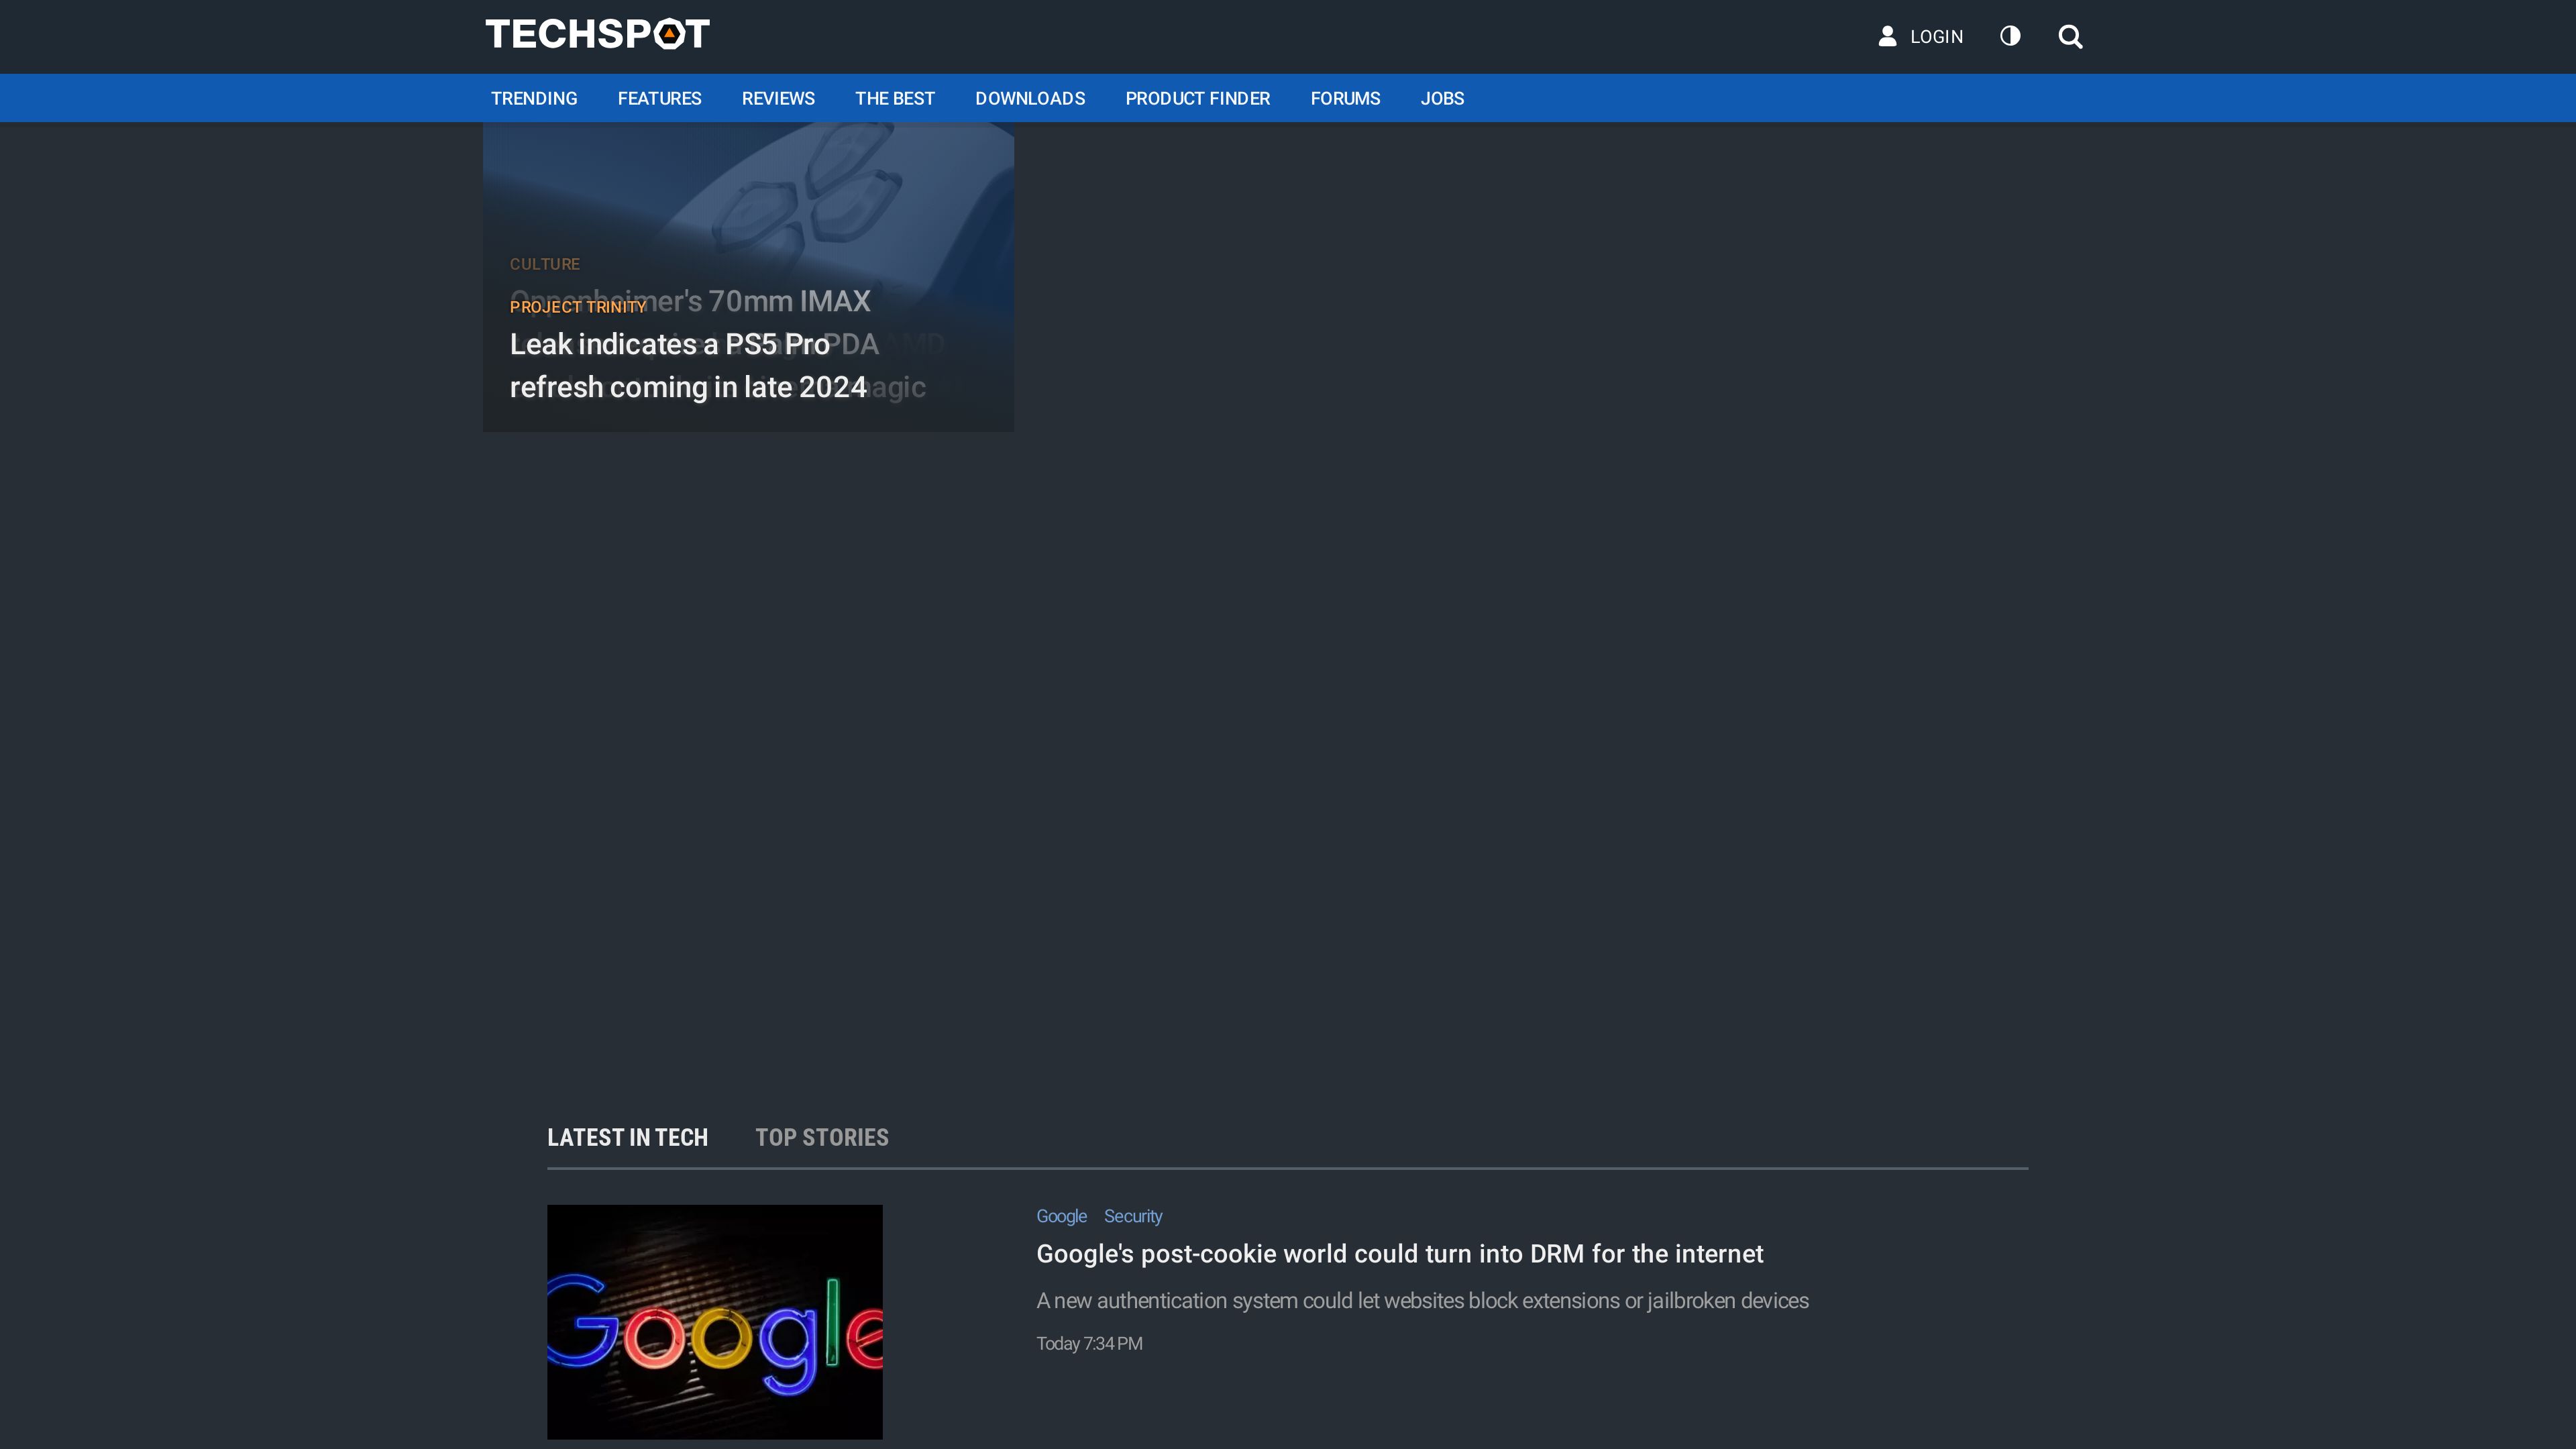 TECHSPOT
LOGIN
TRENDING FEATURES REVIEWS THE BEST DOWNLOADS PRODUCT FINDER FORUMS JOBS
CULTURE
Oppenheimer's 70mm IMAX
PROJECT TRINITY
Leak indicates a PS5 Pro PDA AMD
refresh coming in late 2024 magic
LATEST IN TECH TOP STORIES
Google
Google Security
Google's post-cookie world could turn into DRM for the internet
A new authentication system could let websites block extensions or jailbroken devices
Today 7:34 PM